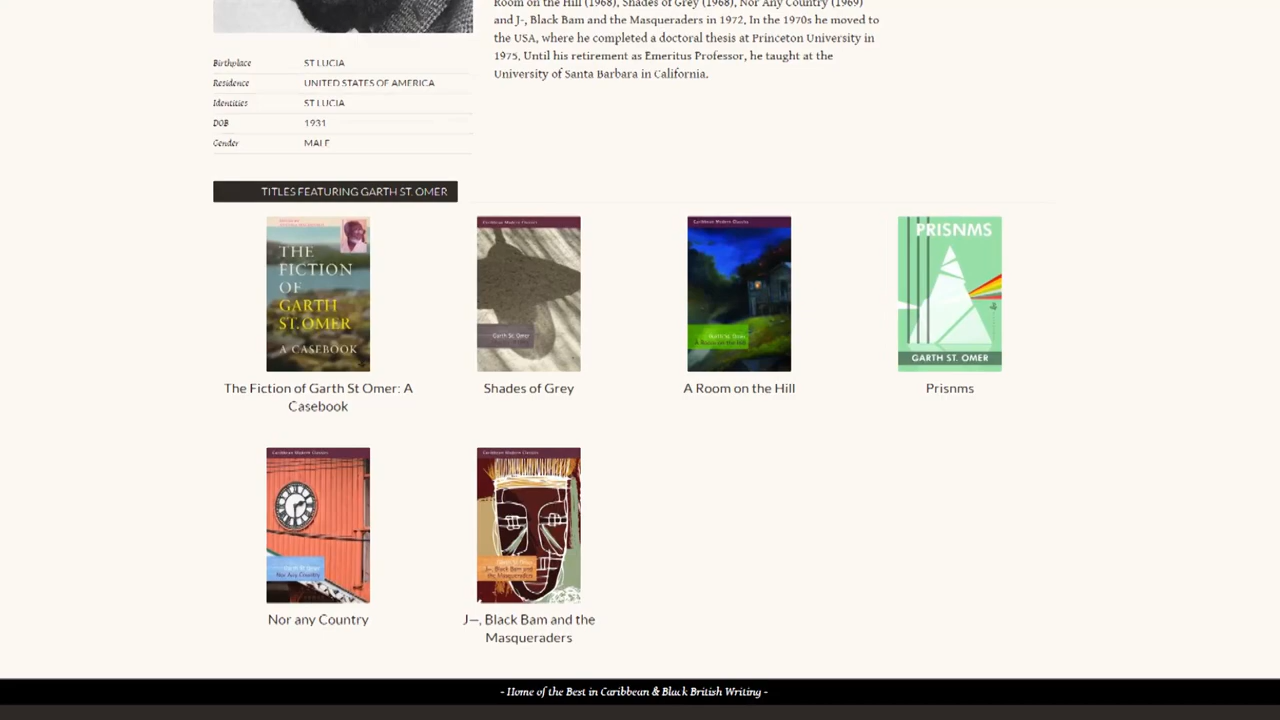 Room on the Hill (1968), Shades of Grey (1968), Nor Any Country (1969)
and J-, Black Bam and the Masqueraders in 1972. In the 1970s he moved to
the USA, where he completed a doctoral thesis at Princeton University in
1975. Until his retirement as Emeritus Professor, he taught at the
University of Santa Barbara in California.
Birthplace ST LUCIA
Residence UNITED STATES OF AMERICA
Identities ST LUCIA
DOB 1931
Gender MALE
TITLES FEATURING GARTH ST. OMER
THE
FICTION
OF
GARTH
ST. OMER
A CASEBOOK
Caribbean Modern Classics
Garth St. Omer
Caribbean Modern Classics
Garth St. Omer
A Room on the Hill
PRISNMS
GARTH ST. OMER
The Fiction of Garth St Omer: A
Casebook
Shades of Grey
A Room on the Hill
Prisnms
Caribbean Modern Classics
Garth St. Omer
Nor Any Country
Caribbean Modern Classics
Garth St. Omer
J-, Black Bam and
the Masqueraders
Nor any Country
J—, Black Bam and the
Masqueraders
- Home of the Best in Caribbean & Black British Writing -